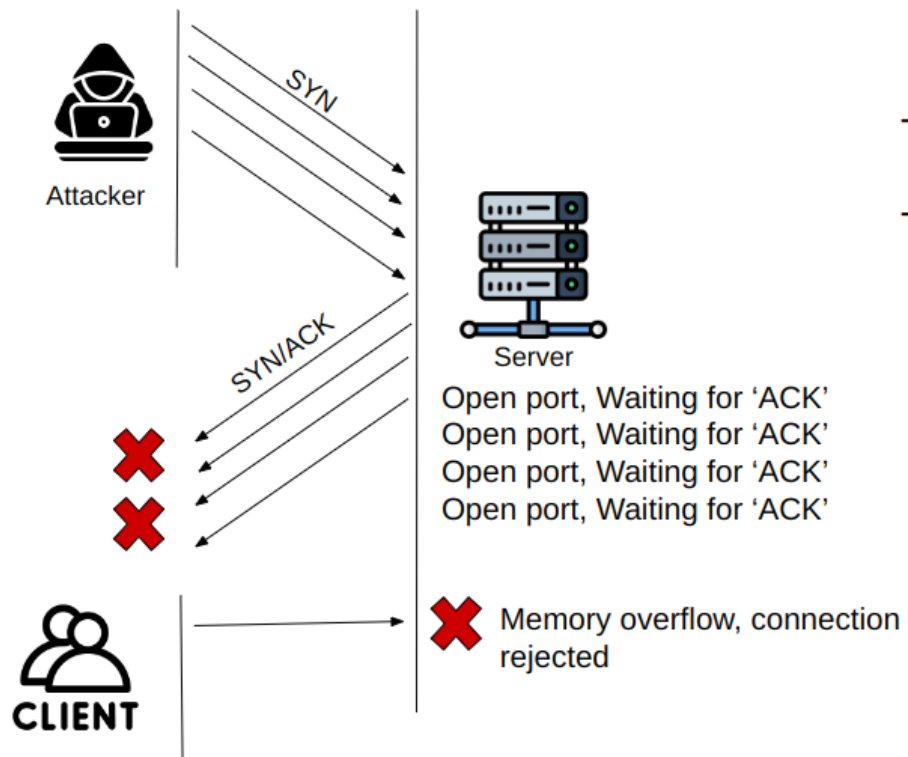 SYN
Attacker
SYN/ACK
Server
Open port, Waiting for ‘ACK’
Open port, Waiting for ‘ACK’
Open port, Waiting for ‘ACK’
Open port, Waiting for ‘ACK’
CLIENT
Memory overflow, connection
rejected